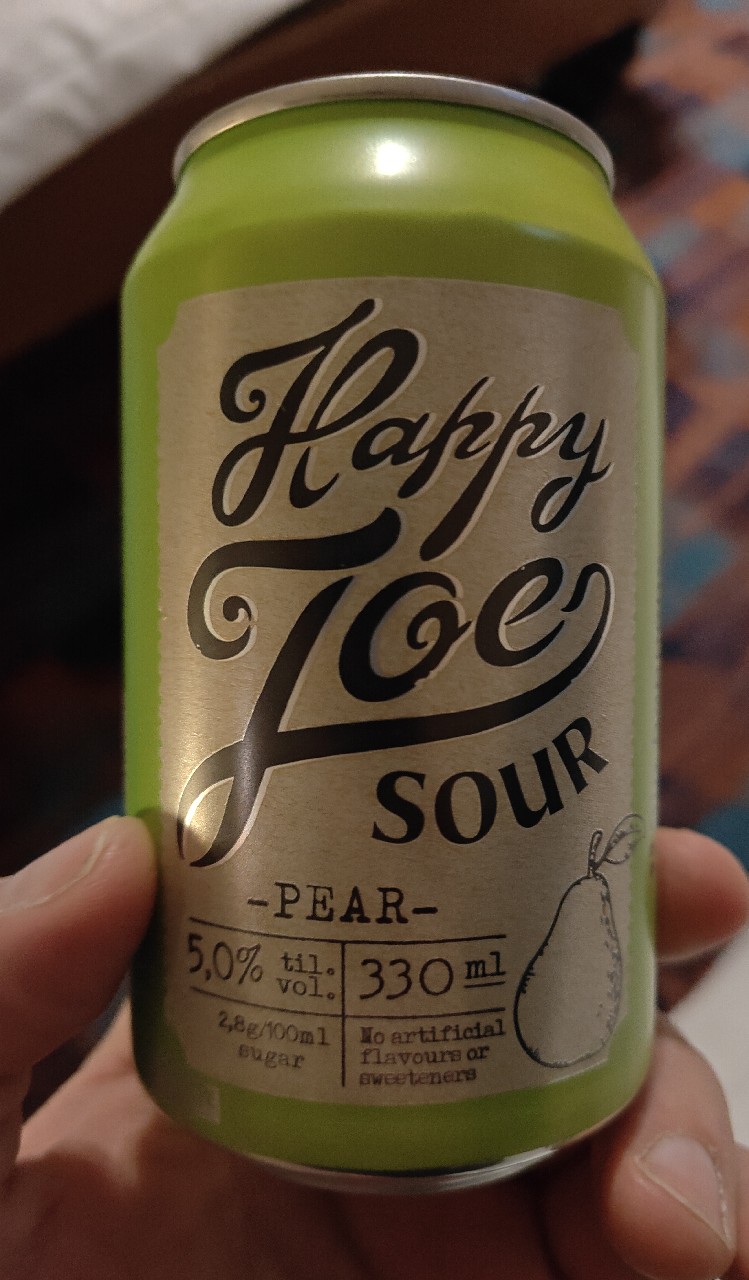 Happy
Joe
SOUR
-PEAR-
5,0% til. vol.
330 ml
2,8g/100ml
sugar
No artificial
flavours or
sweeteners